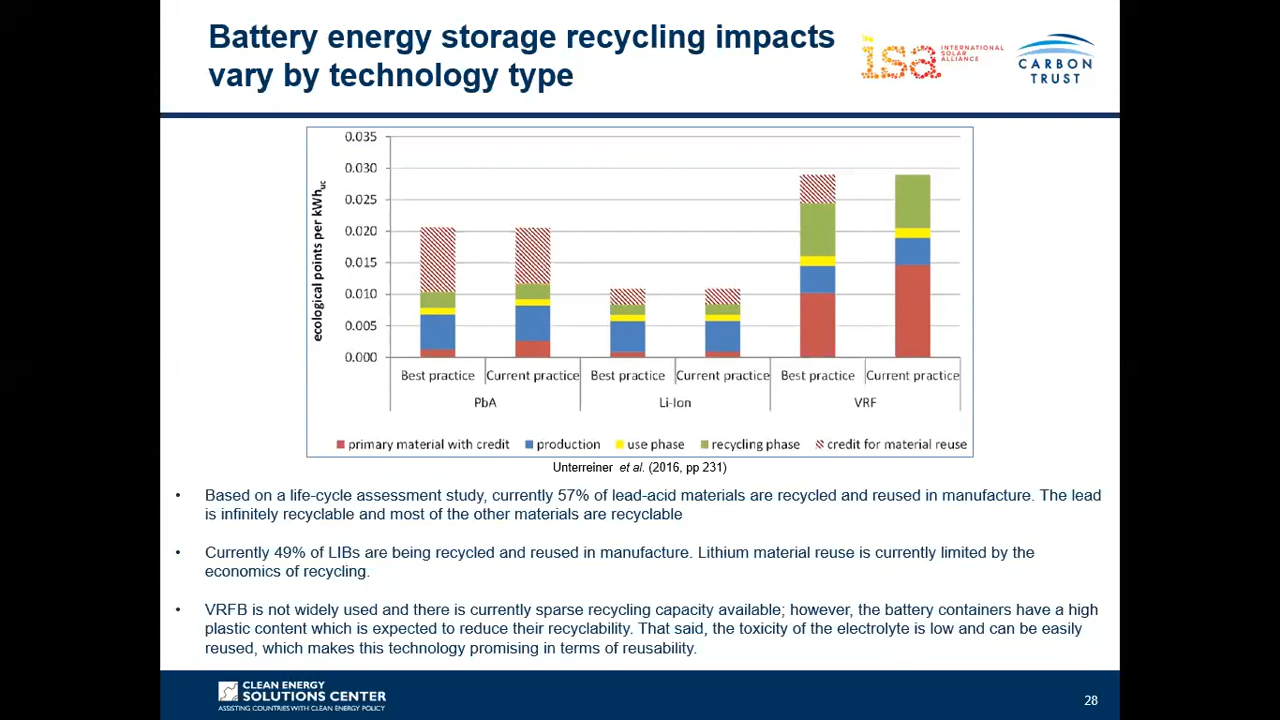 Battery energy storage recycling impacts
vary by technology type
isa INTERNATIONAL
SOLAR
ALLIANCE
CARBON
TRUST
ecological points per kWhuc
0.035
0.030
0.025
0.020
0.015
0.010
0.005
0.000
Best practice Current practice Best practice Current practice Best practice Current practice
PbA Li-Ion VRF
primary material with credit production use phase recycling phase credit for material reuse
Unterreiner et al. (2016, pp 231)
• Based on a life-cycle assessment study, currently 57% of lead-acid materials are recycled and reused in manufacture. The lead
is infinitely recyclable and most of the other materials are recyclable
• Currently 49% of LIBs are being recycled and reused in manufacture. Lithium material reuse is currently limited by the
economics of recycling.
• VRFB is not widely used and there is currently sparse recycling capacity available; however, the battery containers have a high
plastic content which is expected to reduce their recyclability. That said, the toxicity of the electrolyte is low and can be easily
reused, which makes this technology promising in terms of reusability.
CLEAN ENERGY
SOLUTIONS CENTER
ASSISTING COUNTRIES WITH CLEAN ENERGY POLICY
28